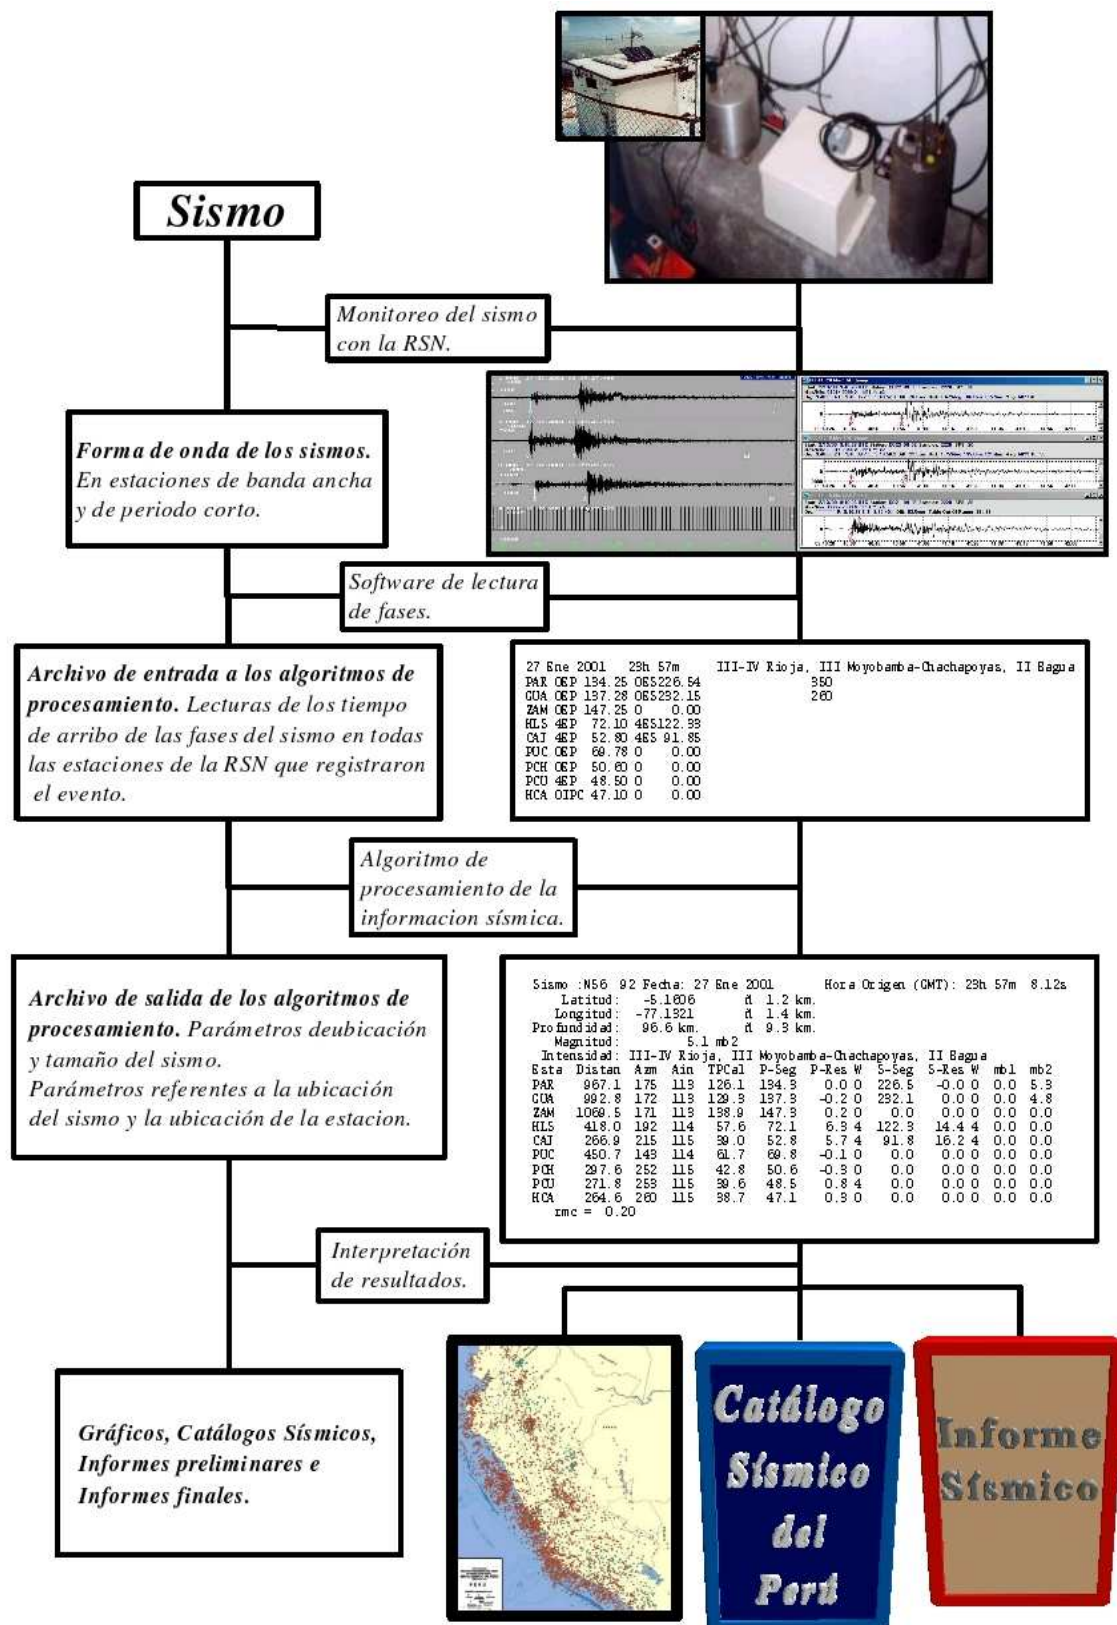 Sismo
Monitoreo del sismo
con la RSN.
Forma de onda de los sismos.
En estaciones de banda ancha
y de periodo corto.
Software de lectura
de fases.
Archivo de entrada a los algoritmos de
procesamiento. Lecturas de los tiempo
de arribo de las fases del sismo en todas
las estaciones de la RSN que registraron
el evento.
27 Ene 2001 23h 57m III-IV Rioja, III Moyobamba-Chachapoyas, II Bagua
PAR 0EP 134.25 0ES226.54 350
GUA 0EP 137.28 0ES232.15 260
ZAM 0EP 147.25 0 0.00
HLS 4EP 72.10 4ES122.33
CAJ 4EP 52.80 4ES 91.85
PUC 0EP 69.78 0 0.00
PCH 0EP 50.60 0 0.00
PCU 4EP 48.50 0 0.00
HCA 0IPC 47.10 0 0.00
Algoritmo de
procesamiento de la
informacion sísmica.
Archivo de salida de los algoritmos de
procesamiento. Parámetros deubicación
y tamaño del sismo.
Parámetros referentes a la ubicación
del sismo y la ubicación de la estacion.
Sismo :N56 92 Fecha: 27 Ene 2001 Hora Origen (GMT): 23h 57m 8.12s
Latitud: -5.1606 ñ 1.2 km.
Longitud: -77.1321 ñ 1.4 km.
Profundidad: 96.6 km. ñ 9.3 km.
Magnitud: 5.1 mb2
Intensidad: III-IV Rioja, III Moyobamba-Chachapoyas, II Bagua
Esta Distan Azm Ain TPCal P-Seg P-Res W S-Seg S-Res W mb1 mb2
PAR 967.1 175 113 126.1 134.3 0.0 0 226.5 -0.0 0 0.0 5.3
GUA 992.8 172 113 129.3 137.3 -0.2 0 232.1 0.0 0 0.0 4.8
ZAM 1069.5 171 113 138.9 147.3 0.2 0 0.0 0.0 0 0.0 0.0
HLS 418.0 192 114 57.6 72.1 6.3 4 122.3 14.4 4 0.0 0.0
CAJ 266.9 215 115 39.0 52.8 5.7 4 91.8 16.2 4 0.0 0.0
PUC 450.7 143 114 61.7 69.8 -0.1 0 0.0 0.0 0 0.0 0.0
PCH 297.6 252 115 42.8 50.6 -0.3 0 0.0 0.0 0 0.0 0.0
PCU 271.8 253 115 39.6 48.5 0.8 4 0.0 0.0 0 0.0 0.0
HCA 264.6 260 115 38.7 47.1 0.3 0 0.0 0.0 0 0.0 0.0
rmc = 0.20
Interpretación
de resultados.
Gráficos, Catálogos Sísmicos,
Informes preliminares e
Informes finales.
PERU
Catálogo
Sísmico
del
Perú
Informe
Sísmico